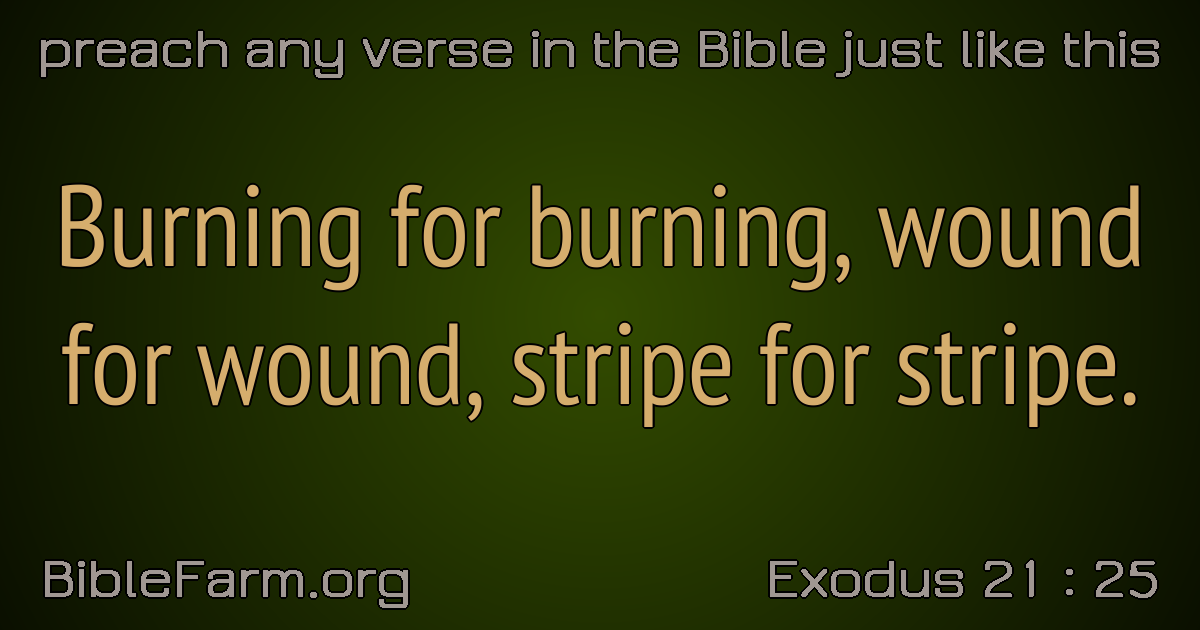 preach any verse in the Bible just like this
Burning for burning, wound
for wound, stripe for stripe.
BibleFarm.org
Exodus 21 : 25